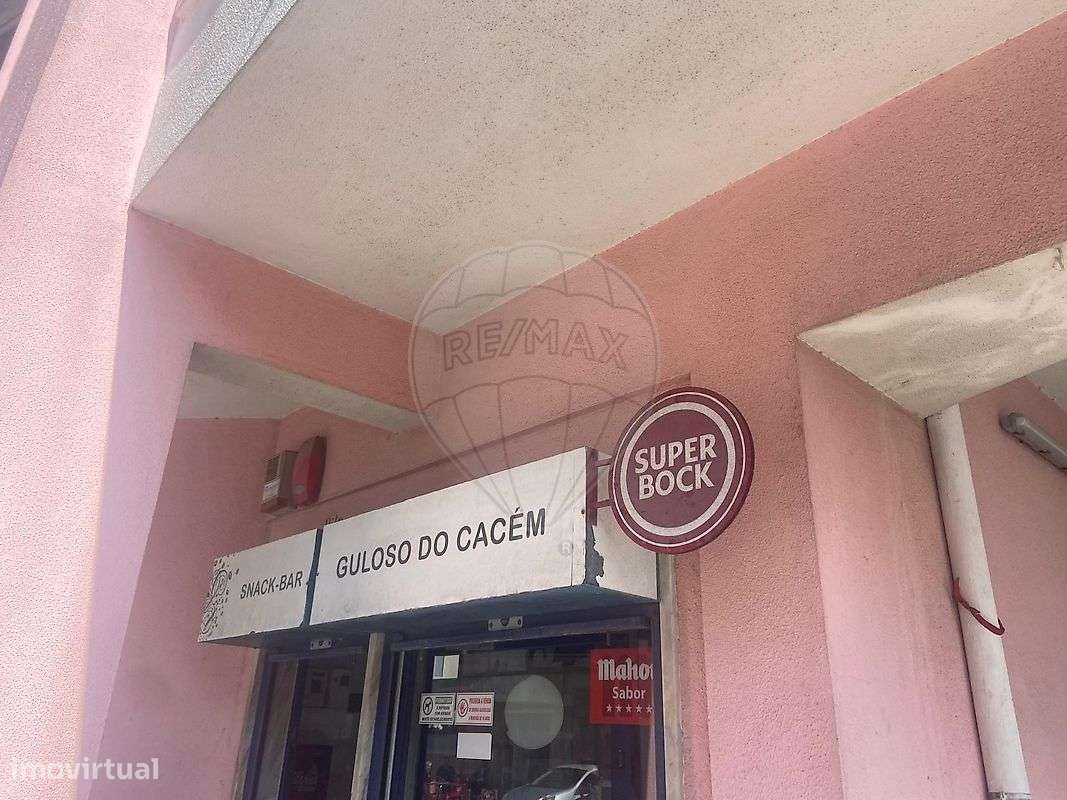 RE/MAX
SUPER
BOCK
SNACK-BAR
GULOSO DO CACÉM
Sabor
★★★★★
imovirtual